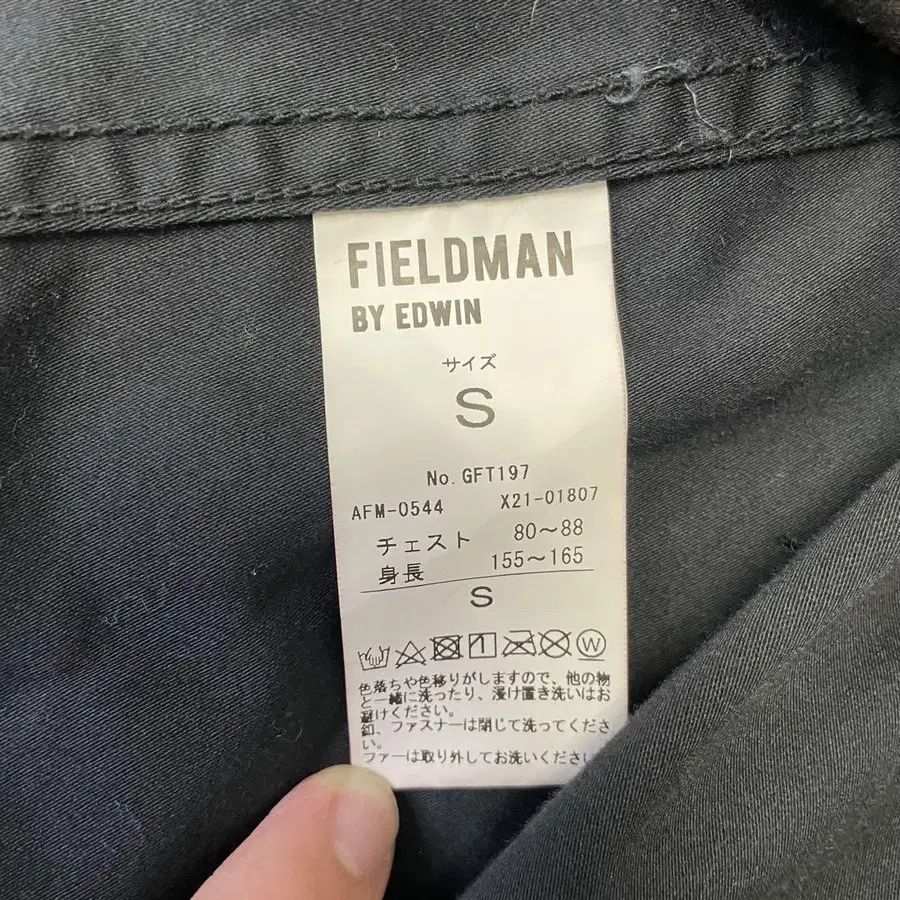 FIELDMAN
BY EDWIN
サイズ
S
No. GFT197
AFM-0544 X21-01807
チェスト 80～88
身長 155～165
S
W
色落ちや色移りがしますので、他の物
と一緒に洗ったり、浸け置き洗いはお
避けください。
釦、ファスナーは閉じて洗ってくださ
い。
ファーは取り外してお洗いください